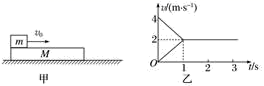 m v₀
M
甲
v/(m·s⁻¹)
4
2
O 1 2 3 t/s
乙